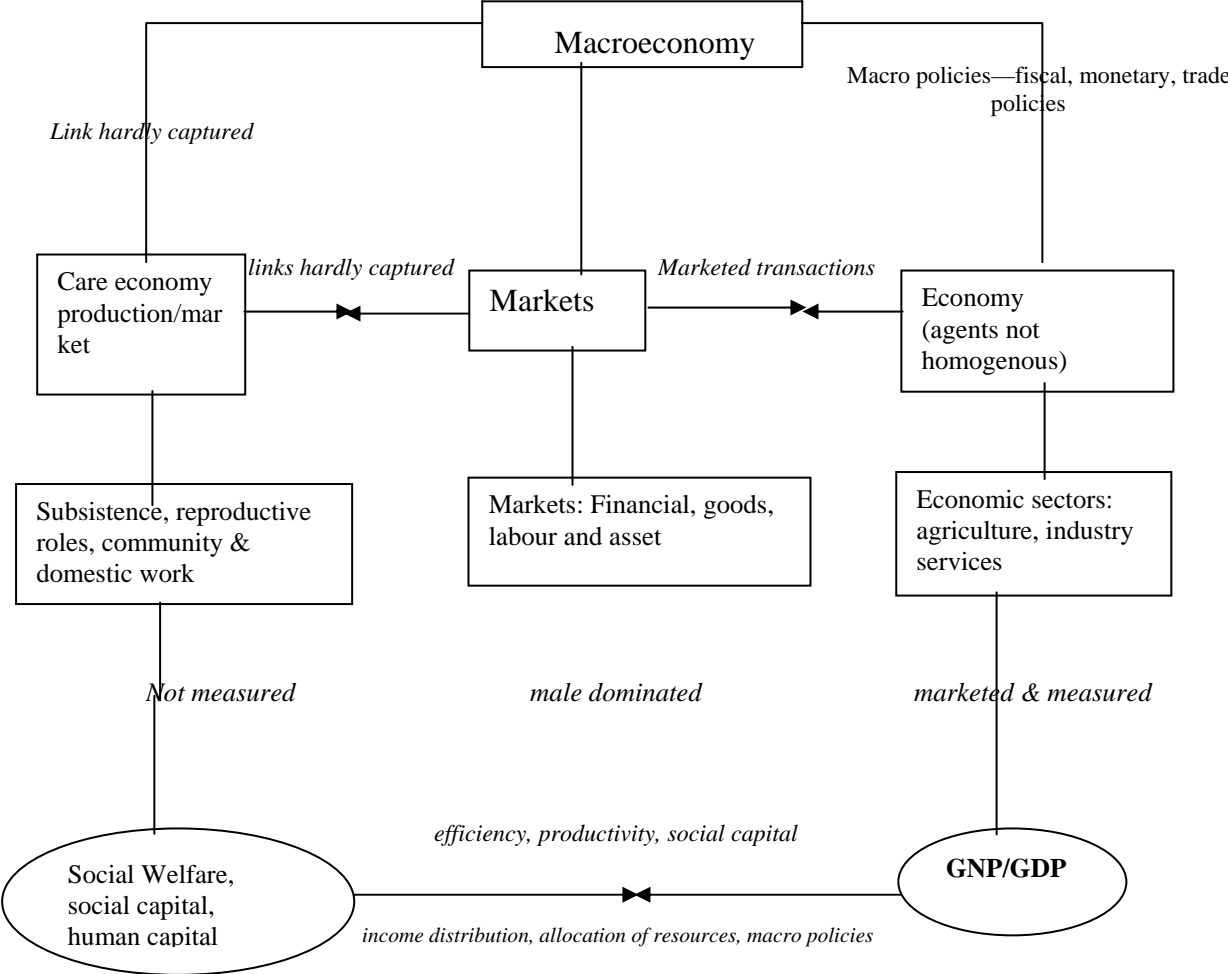 Macroeconomy
Macro policies—fiscal, monetary, trade
policies
Link hardly captured
links hardly captured
Marketed transactions
Care economy
production/mar
ket
Markets
Economy
(agents not
homogenous)
Subsistence, reproductive
roles, community &
domestic work
Markets: Financial, goods,
labour and asset
Economic sectors:
agriculture, industry
services
Not measured
male dominated
marketed & measured
efficiency, productivity, social capital
Social Welfare,
social capital,
human capital
GNP/GDP
income distribution, allocation of resources, macro policies